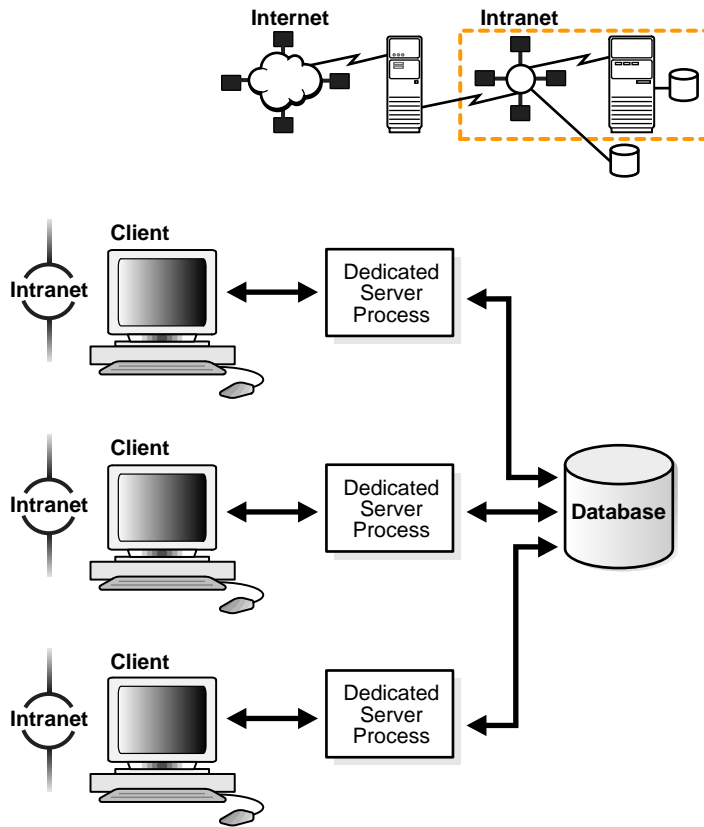 Internet
Intranet
Client
Intranet
Dedicated
Server
Process
Client
Intranet
Dedicated
Server
Process
Database
Client
Intranet
Dedicated
Server
Process